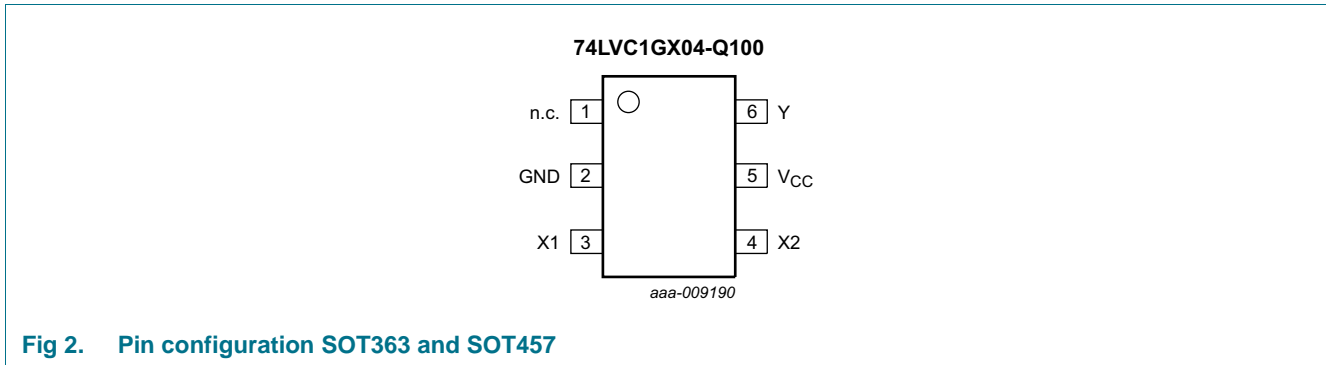 74LVC1GX04-Q100
n.c. 1 6 Y
GND 2 5 VCC
X1 3 4 X2
aaa-009190
Fig 2. Pin configuration SOT363 and SOT457